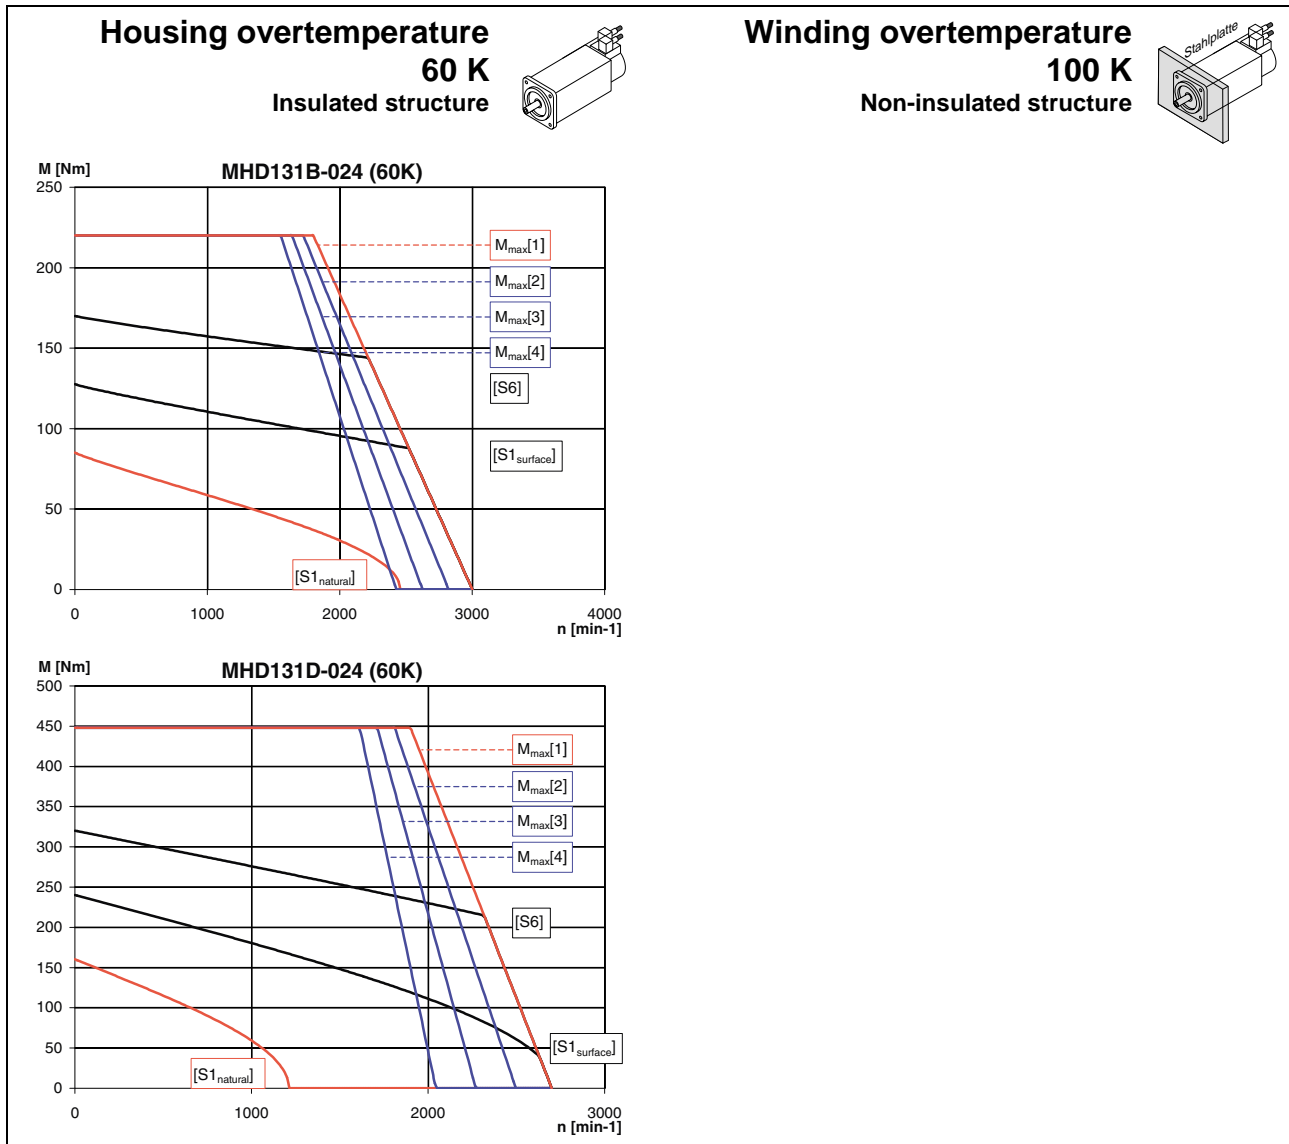 Housing overtemperature
60 K
Insulated structure
Winding overtemperature
100 K
Non-insulated structure
Stahlplatte
M [Nm]
MHD131B-024 (60K)
250
200
150
100
50
0
Mmax[1]
Mmax[2]
Mmax[3]
Mmax[4]
[S6]
[S1surface]
[S1natural]
0 1000 2000 3000 4000
n [min-1]
M [Nm]
MHD131D-024 (60K)
500
450
400
350
300
250
200
150
100
50
0
Mmax[1]
Mmax[2]
Mmax[3]
Mmax[4]
[S6]
[S1surface]
[S1natural]
0 1000 2000 3000
n [min-1]